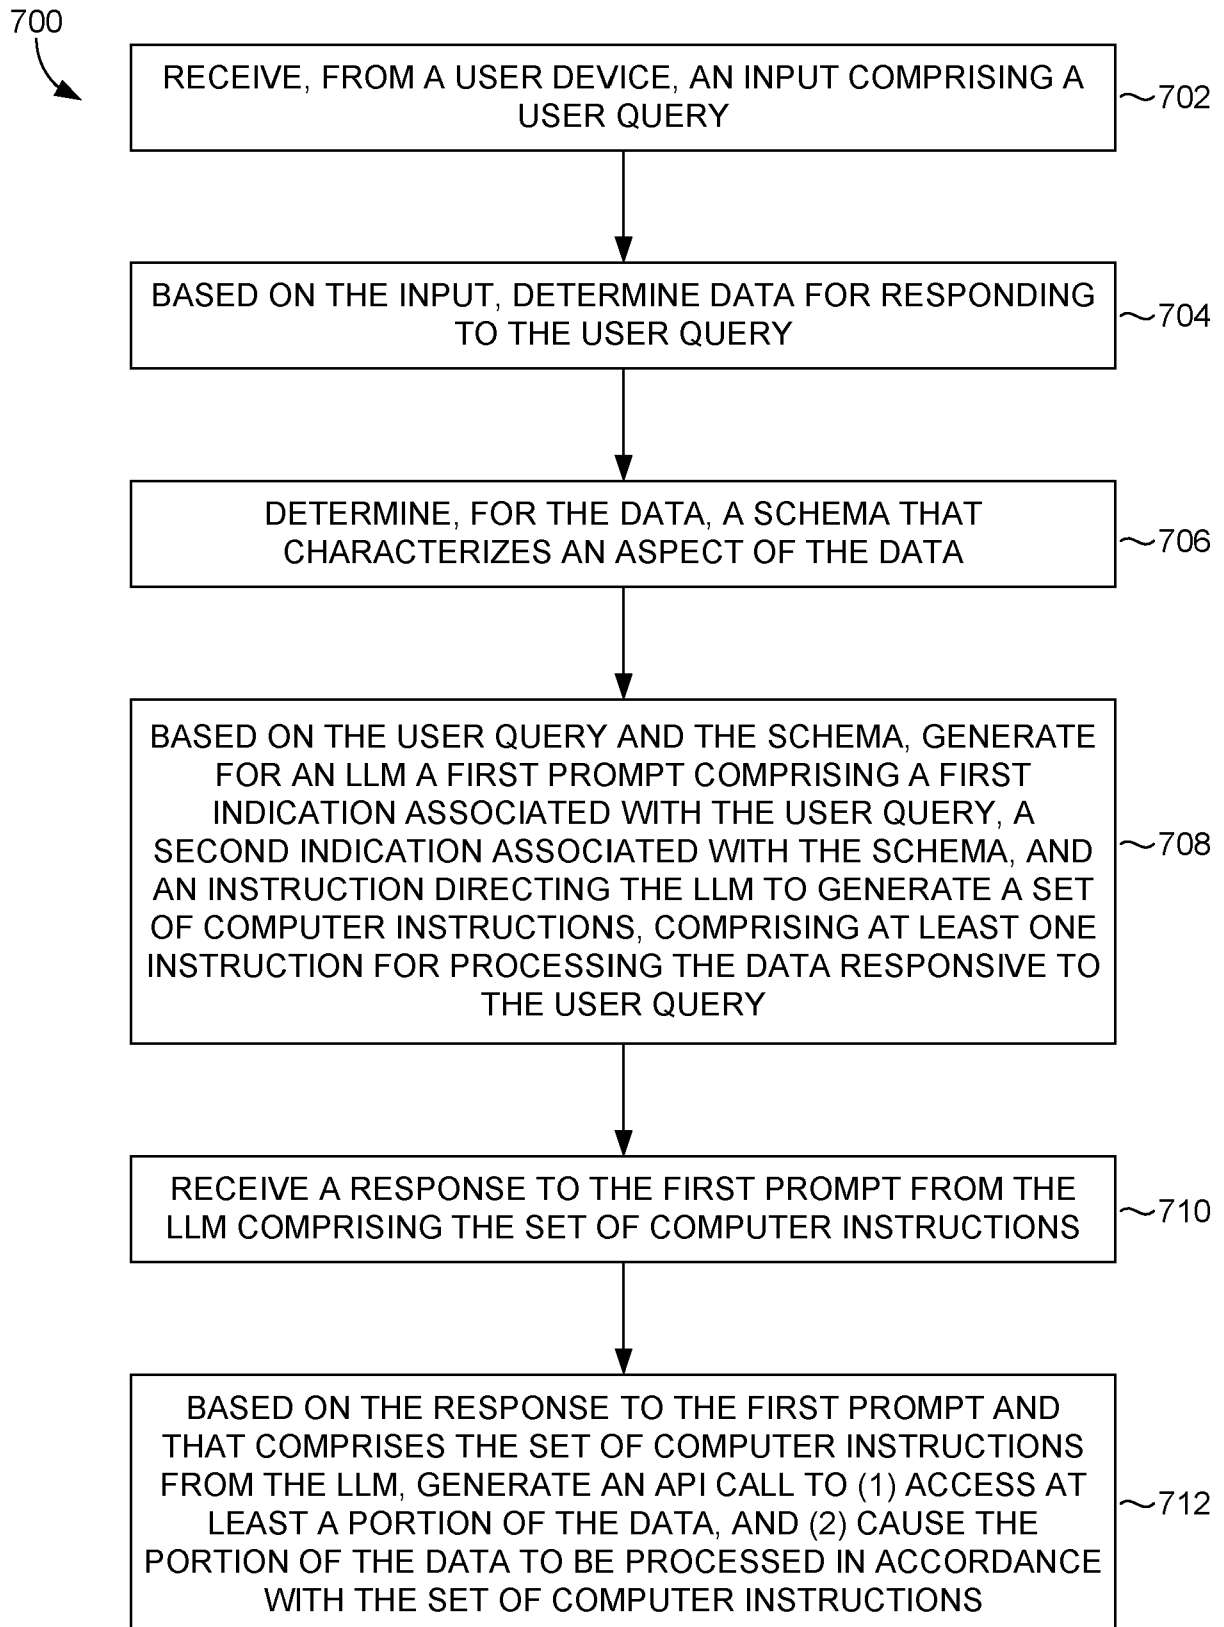 700
RECEIVE, FROM A USER DEVICE, AN INPUT COMPRISING A
USER QUERY
702
BASED ON THE INPUT, DETERMINE DATA FOR RESPONDING
TO THE USER QUERY
704
DETERMINE, FOR THE DATA, A SCHEMA THAT
CHARACTERIZES AN ASPECT OF THE DATA
706
BASED ON THE USER QUERY AND THE SCHEMA, GENERATE
FOR AN LLM A FIRST PROMPT COMPRISING A FIRST
INDICATION ASSOCIATED WITH THE USER QUERY, A
SECOND INDICATION ASSOCIATED WITH THE SCHEMA, AND
AN INSTRUCTION DIRECTING THE LLM TO GENERATE A SET
OF COMPUTER INSTRUCTIONS, COMPRISING AT LEAST ONE
INSTRUCTION FOR PROCESSING THE DATA RESPONSIVE TO
THE USER QUERY
708
RECEIVE A RESPONSE TO THE FIRST PROMPT FROM THE
LLM COMPRISING THE SET OF COMPUTER INSTRUCTIONS
710
BASED ON THE RESPONSE TO THE FIRST PROMPT AND
THAT COMPRISES THE SET OF COMPUTER INSTRUCTIONS
FROM THE LLM, GENERATE AN API CALL TO (1) ACCESS AT
LEAST A PORTION OF THE DATA, AND (2) CAUSE THE
PORTION OF THE DATA TO BE PROCESSED IN ACCORDANCE
WITH THE SET OF COMPUTER INSTRUCTIONS
712